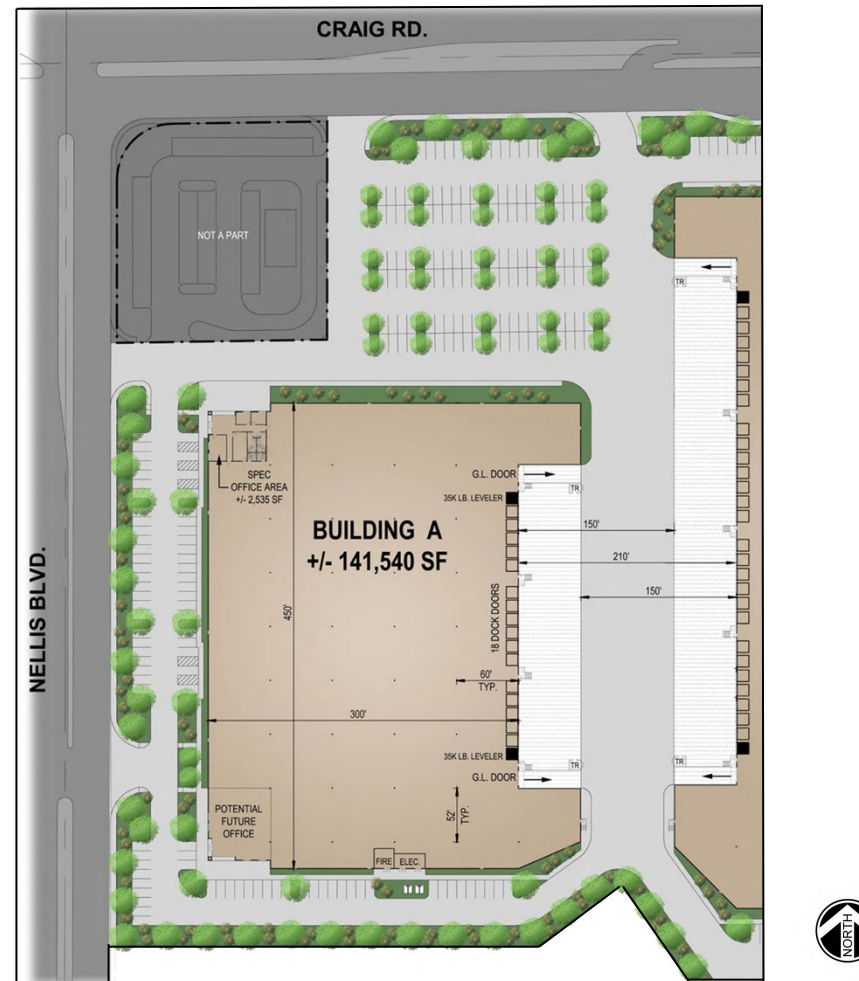 CRAIG RD.
NOT A PART
TR
G.L. DOOR
TR
SPEC
OFFICE AREA
+/- 2,535 SF
35K LB. LEVELER
BUILDING A
+/- 141,540 SF
150'
210'
150'
450'
18 DOCK DOORS
NELLIS BLVD.
60'
TYP.
300'
35K LB. LEVELER
G.L. DOOR
TR
TR
POTENTIAL
FUTURE
OFFICE
52'
TYP.
FIRE
ELEC.
NORTH